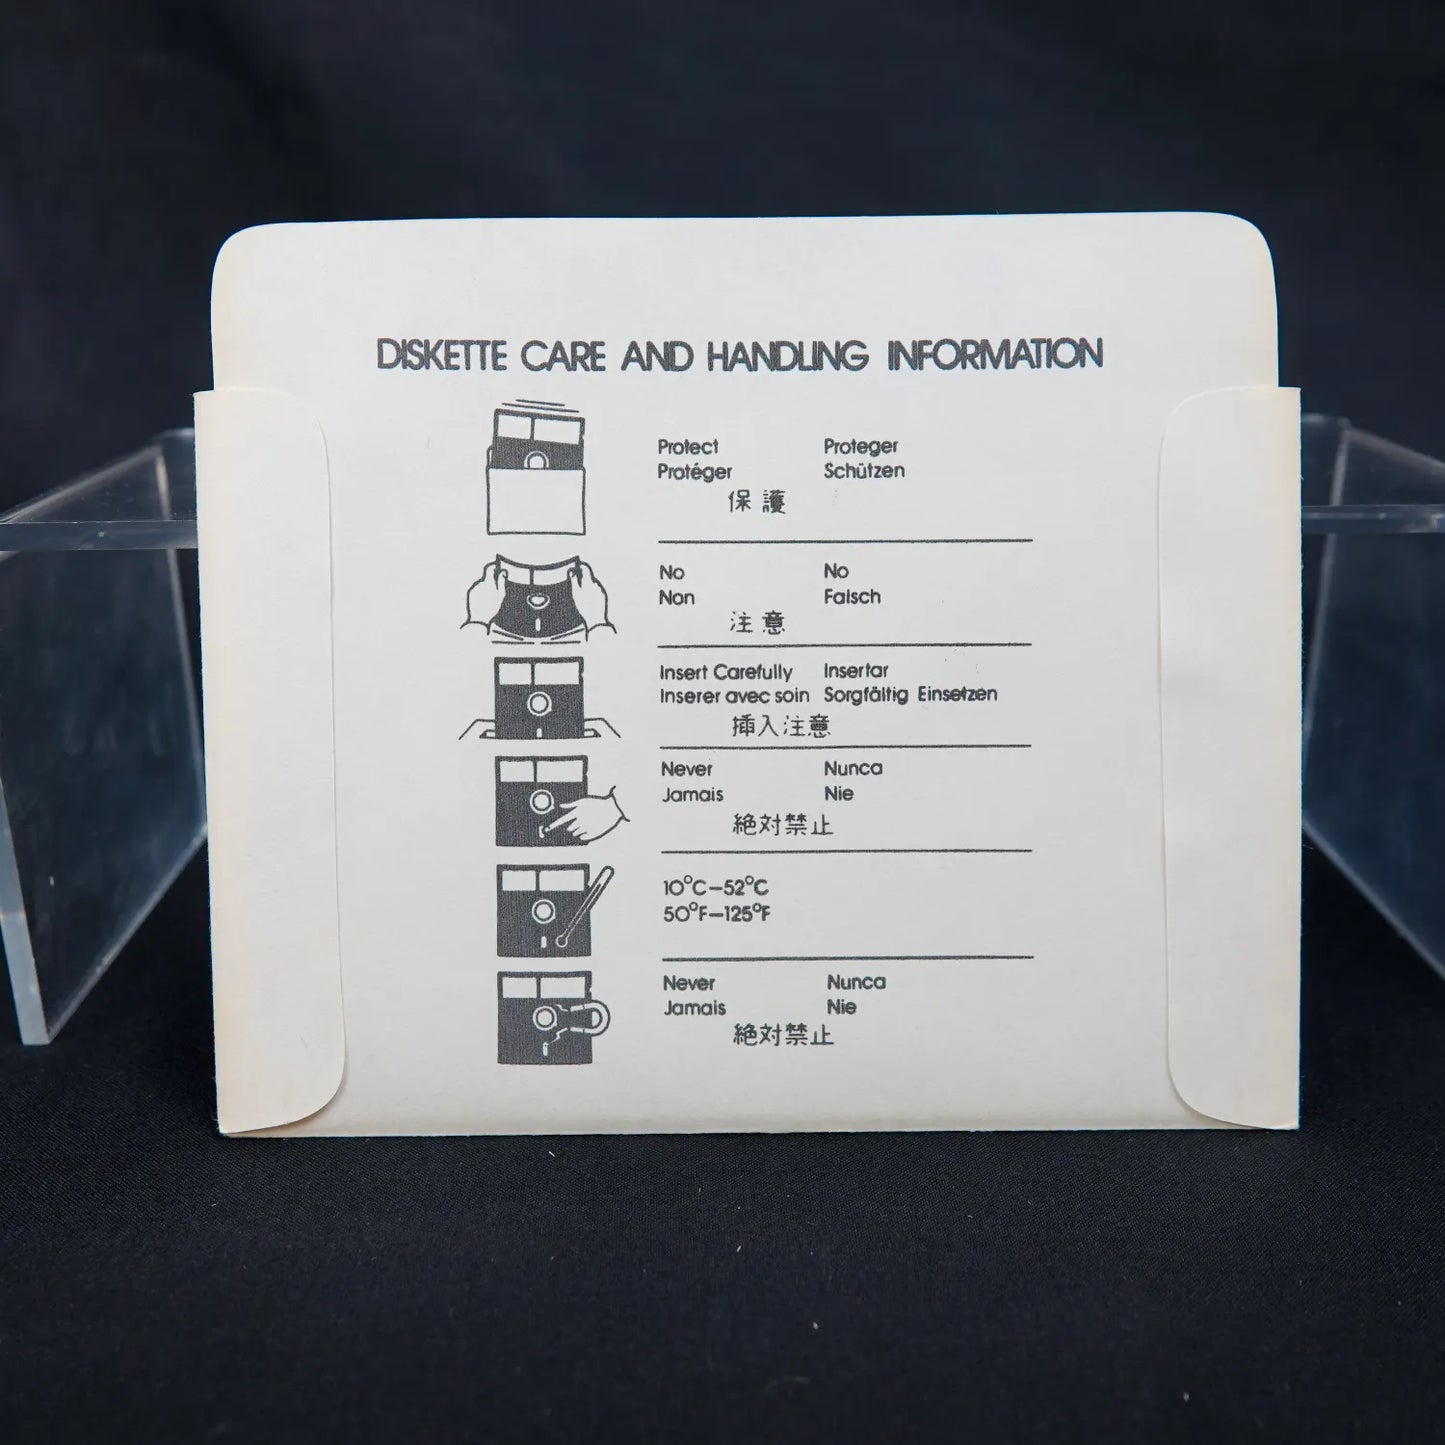 DISKETTE CARE AND HANDLING INFORMATION
Protect Proteger
Protéger Schützen
保護
No No
Non Falsch
注意
Insert Carefully Insertar
Inserer avec soin Sorgfältig Einsetzen
挿入注意
Never Nunca
Jamais Nie
絶対禁止
10°C–52°C
50°F–125°F
Never Nunca
Jamais Nie
絶対禁止